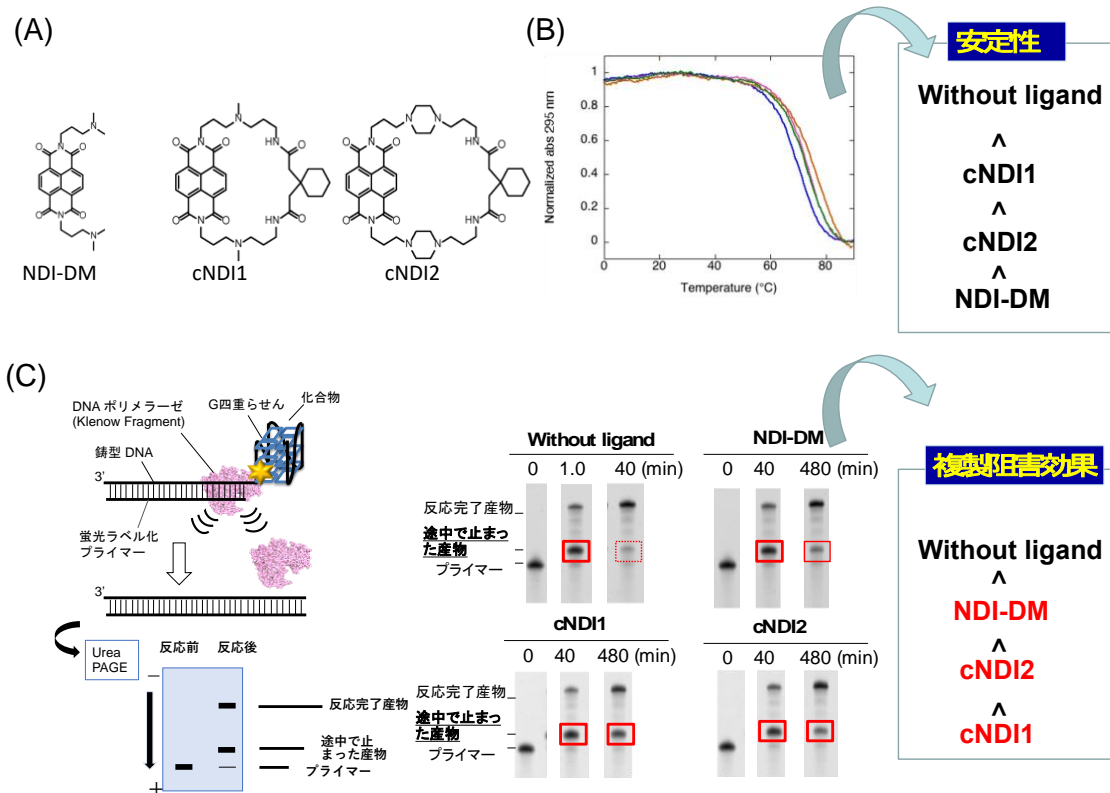 (A)
NDI-DM
cNDI1
cNDI2
N
N
O
O
O
O
N
N
N
N
O
O
O
O
N
N
NH
O
O
NH
N
N
N
O
O
O
O
N
N
N
NH
O
O
NH
(B)
Normalized abs 295 nm
1
0.8
0.6
0.4
0.2
0
0
20
40
60
80
Temperature (°C)
安定性
Without ligand
^
cNDI1
^
cNDI2
^
NDI-DM
(C)
DNA ポリメラーゼ
(Klenow Fragment)
G四重らせん
化合物
鋳型 DNA
3'
蛍光ラベル化
プライマー
3'
Urea
PAGE
反応前
反応後
−
+
反応完了産物
途中で止
まった産物
プライマー
Without ligand
0 1.0 40 (min)
反応完了産物
途中で止まっ
た産物
プライマー
NDI-DM
0 40 480 (min)
cNDI1
0 40 480 (min)
反応完了産物
途中で止まっ
た産物
プライマー
cNDI2
0 40 480 (min)
複製阻害効果
Without ligand
^
NDI-DM
^
cNDI2
^
cNDI1